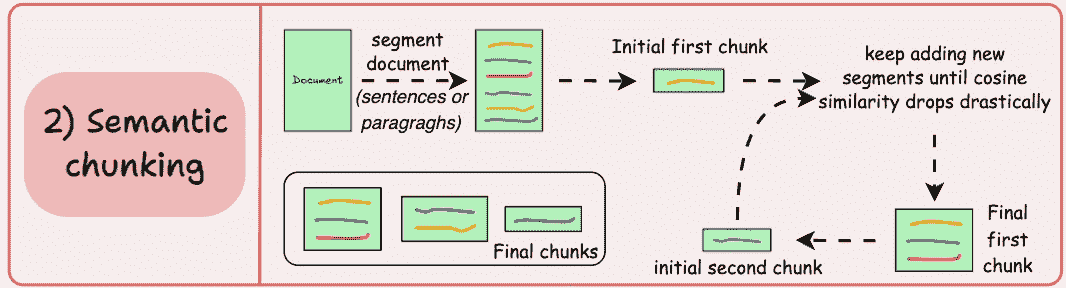 2) Semantic
chunking
Document
segment
document
(sentences or
paragraghs)
Initial first chunk
keep adding new
segments until cosine
similarity drops drastically
Final
first
chunk
initial second chunk
Final chunks